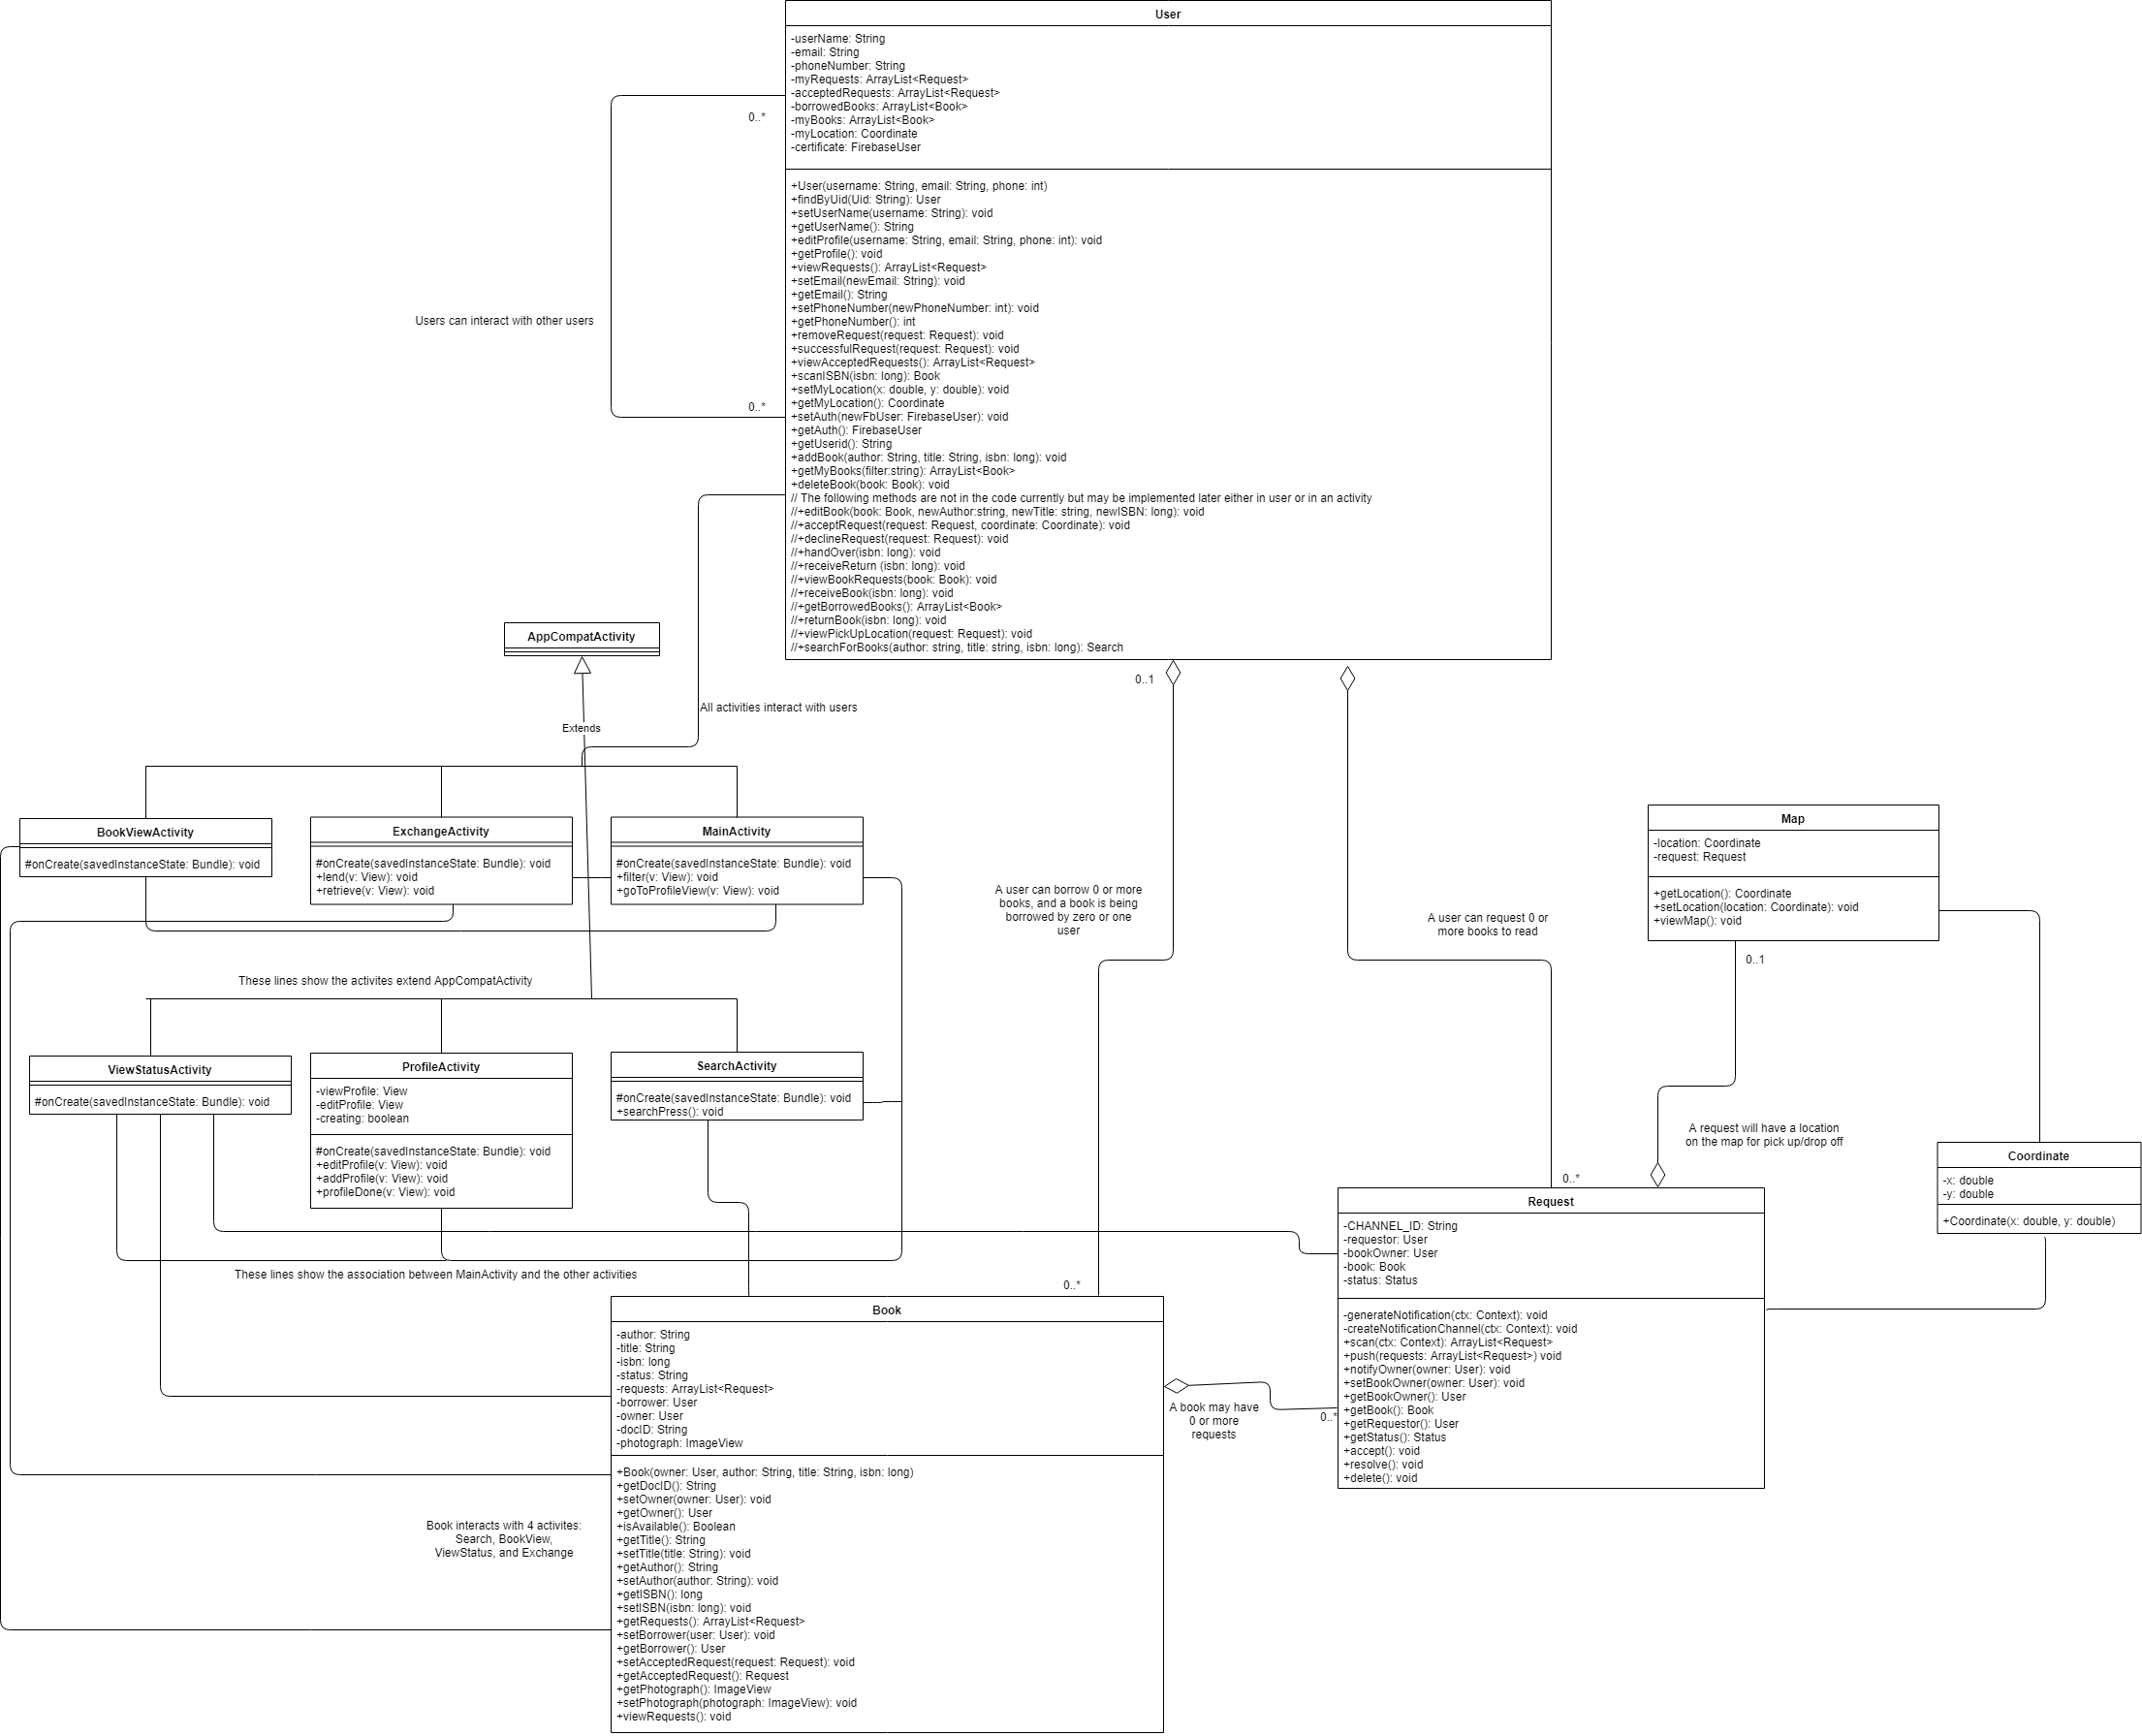 User
-userName: String
-email: String
-phoneNumber: String
-myRequests: ArrayList<Request>
-acceptedRequests: ArrayList<Request>
-borrowedBooks: ArrayList<Book>
-myBooks: ArrayList<Book>
-myLocation: Coordinate
-certificate: FirebaseUser
+User(username: String, email: String, phone: int)
+findByUid(Uid: String): User
+setUserName(username: String): void
+getUserName(): String
+editProfile(username: String, email: String, phone: int): void
+getProfile(): void
+viewRequests(): ArrayList<Request>
+setEmail(newEmail: String): void
+getEmail(): String
+setPhoneNumber(newPhoneNumber: int): void
+getPhoneNumber(): int
+removeRequest(request: Request): void
+successfulRequest(request: Request): void
+viewAcceptedRequests(): ArrayList<Request>
+scanISBN(isbn: long): Book
+setMyLocation(x: double, y: double): void
+getMyLocation(): Coordinate
+setAuth(newFbUser: FirebaseUser): void
+getAuth(): FirebaseUser
+getUserid(): String
+addBook(author: String, title: String, isbn: long): void
+getMyBooks(filter:string): ArrayList<Book>
+deleteBook(book: Book): void
// The following methods are not in the code currently but may be implemented later either in user or in an activity
//+editBook(book: Book, newAuthor:string, newTitle: string, newISBN: long): void
//+acceptRequest(request: Request, coordinate: Coordinate): void
//+declineRequest(request: Request): void
//+handOver(isbn: long): void
//+receiveReturn (isbn: long): void
//+viewBookRequests(book: Book): void
//+receiveBook(isbn: long): void
//+getBorrowedBooks(): ArrayList<Book>
//+returnBook(isbn: long): void
//+viewPickUpLocation(request: Request): void
//+searchForBooks(author: string, title: string, isbn: long): Search
0..*
Users can interact with other users
0..*
AppCompatActivity
Extends
All activities interact with users
0..1
BookViewActivity
#onCreate(savedInstanceState: Bundle): void
ExchangeActivity
#onCreate(savedInstanceState: Bundle): void
+lend(v: View): void
+retrieve(v: View): void
MainActivity
#onCreate(savedInstanceState: Bundle): void
+filter(v: View): void
+goToProfileView(v: View): void
A user can borrow 0 or more
books, and a book is being
borrowed by zero or one
user
A user can request 0 or
more books to read
Map
-location: Coordinate
-request: Request
+getLocation(): Coordinate
+setLocation(location: Coordinate): void
+viewMap(): void
0..1
These lines show the activites extend AppCompatActivity
ViewStatusActivity
#onCreate(savedInstanceState: Bundle): void
ProfileActivity
-viewProfile: View
-editProfile: View
-creating: boolean
#onCreate(savedInstanceState: Bundle): void
+editProfile(v: View): void
+addProfile(v: View): void
+profileDone(v: View): void
SearchActivity
#onCreate(savedInstanceState: Bundle): void
+searchPress(): void
A request will have a location
on the map for pick up/drop off
Coordinate
-x: double
-y: double
+Coordinate(x: double, y: double)
These lines show the association between MainActivity and the other activities
0..*
0..*
Request
-CHANNEL_ID: String
-requestor: User
-bookOwner: User
-book: Book
-status: Status
-generateNotification(ctx: Context): void
-createNotificationChannel(ctx: Context): void
+scan(ctx: Context): ArrayList<Request>
+push(requests: ArrayList<Request>) void
+notifyOwner(owner: User): void
+setBookOwner(owner: User): void
+getBookOwner(): User
+getBook(): Book
+getRequestor(): User
+getStatus(): Status
+accept(): void
+resolve(): void
+delete(): void
Book
-author: String
-title: String
-isbn: long
-status: String
-requests: ArrayList<Request>
-borrower: User
-owner: User
-docID: String
-photograph: ImageView
+Book(owner: User, author: String, title: String, isbn: long)
+getDocID(): String
+setOwner(owner: User): void
+getOwner(): User
+isAvailable(): Boolean
+getTitle(): String
+setTitle(title: String): void
+getAuthor(): String
+setAuthor(author: String): void
+getISBN(): long
+setISBN(isbn: long): void
+getRequests(): ArrayList<Request>
+setBorrower(user: User): void
+getBorrower(): User
+setAcceptedRequest(request: Request): void
+getAcceptedRequest(): Request
+getPhotograph(): ImageView
+setPhotograph(photograph: ImageView): void
+viewRequests(): void
A book may have
0 or more
requests
0..*
Book interacts with 4 activites:
Search, BookView,
ViewStatus, and Exchange